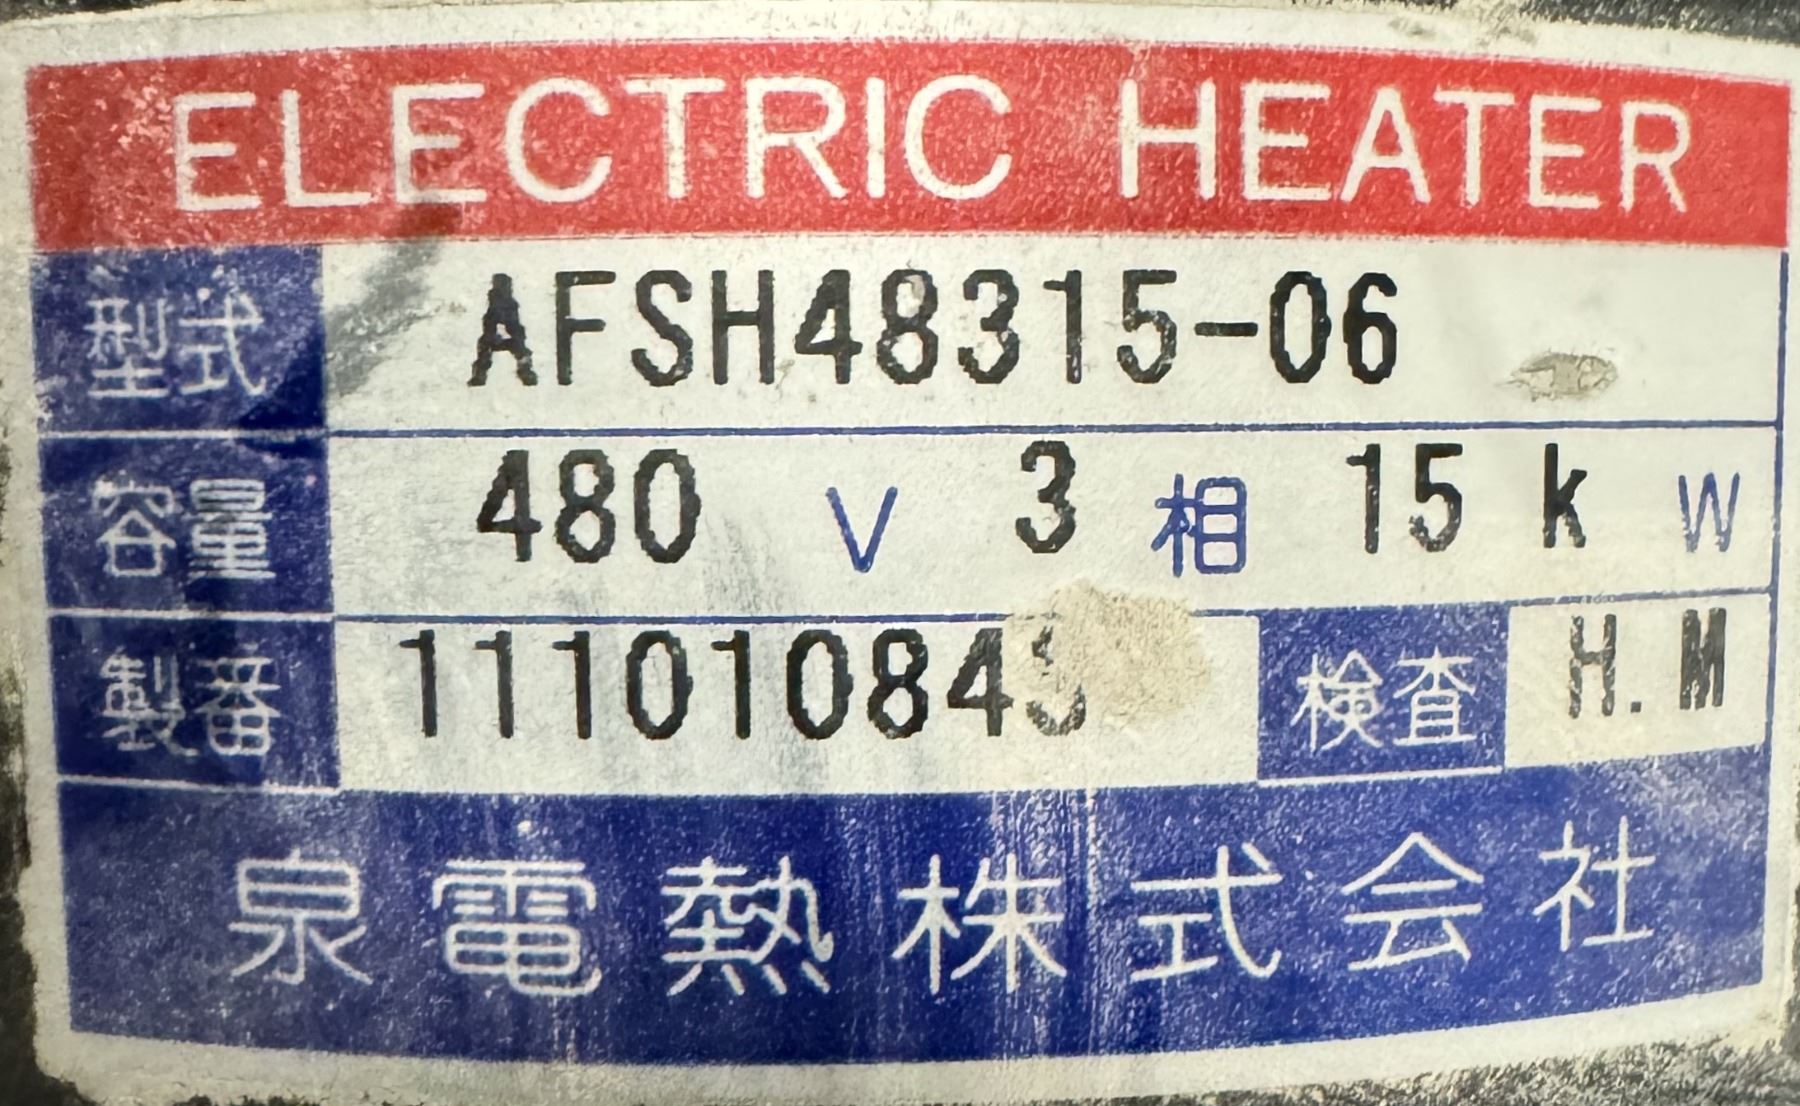 ELECTRIC HEATER
型式 AFSH48315-06
容量 480 V 3 相 15 k W
製番 検査 H.M
泉電熱株式会社